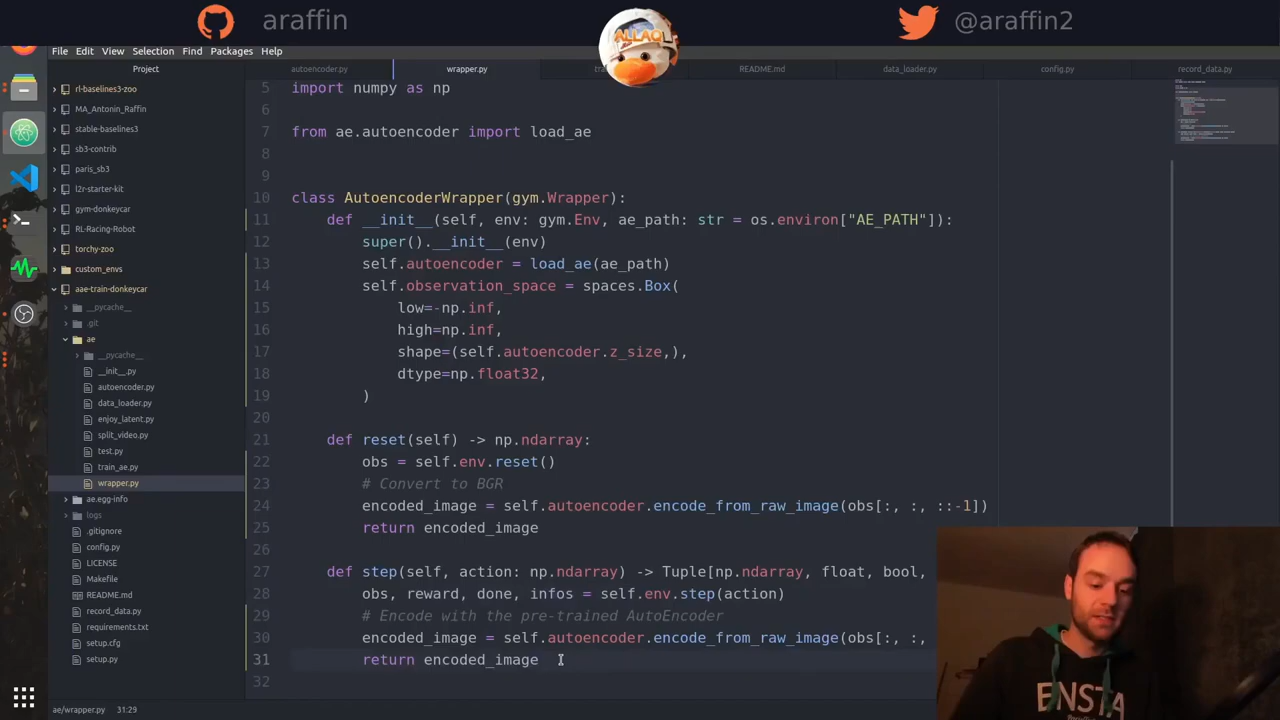 araffin
ALLAQ
@araffin2
File Edit View Selection Find Packages Help
Project
autoencoder.py
wrapper.py
README.md
data_loader.py
config.py
record_data.py
rl-baselines3-zoo
MA_Antonin_Raffin
stable-baselines3
sb3-contrib
paris_sb3
l2r-starter-kit
gym-donkeycar
RL-Racing-Robot
torchy-zoo
custom_envs
aae-train-donkeycar
__pycache__
.git
ae
__pycache__
__init__.py
autoencoder.py
data_loader.py
enjoy_latent.py
split_video.py
test.py
train_ae.py
wrapper.py
ae.egg-info
logs
.gitignore
config.py
LICENSE
Makefile
README.md
record_data.py
requirements.txt
setup.cfg
setup.py
5 import numpy as np
6
7 from ae.autoencoder import load_ae
8
9
10 class AutoencoderWrapper(gym.Wrapper):
11 def __init__(self, env: gym.Env, ae_path: str = os.environ["AE_PATH"]):
12 super().__init__(env)
13 self.autoencoder = load_ae(ae_path)
14 self.observation_space = spaces.Box(
15 low=-np.inf,
16 high=np.inf,
17 shape=(self.autoencoder.z_size,),
18 dtype=np.float32,
19 )
20
21 def reset(self) -> np.ndarray:
22 obs = self.env.reset()
23 # Convert to BGR
24 encoded_image = self.autoencoder.encode_from_raw_image(obs[:, :, ::-1])
25 return encoded_image
26
27 def step(self, action: np.ndarray) -> Tuple[np.ndarray, float, bool,
28 obs, reward, done, infos = self.env.step(action)
29 # Encode with the pre-trained AutoEncoder
30 encoded_image = self.autoencoder.encode_from_raw_image(obs[:, :,
31 return encoded_image
32
ENSTA
ae/wrapper.py 31:29